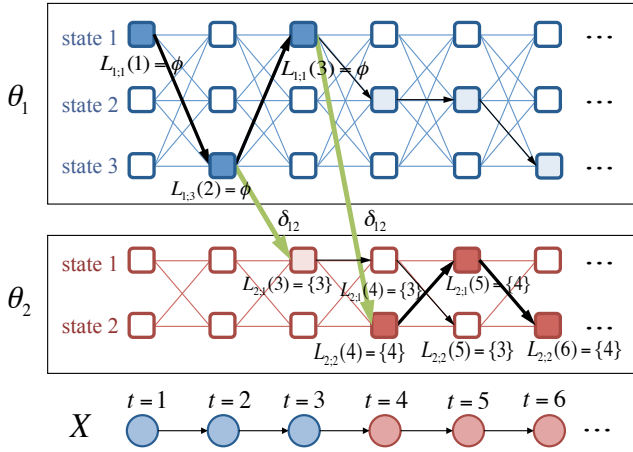 state 1
L1;1(1) = ϕ
L1;1(3) = ϕ
θ1
state 2
...
state 3
L1;3(2) = ϕ
...
δ12
δ12
state 1
...
L2;1(3) = {3}
L2;1(4) = {3}
L2;1(5) = {4}
θ2
state 2
...
L2;2(4) = {4}
L2;2(5) = {3}
L2;2(6) = {4}
t = 1 t = 2 t = 3 t = 4 t = 5 t = 6
X ...